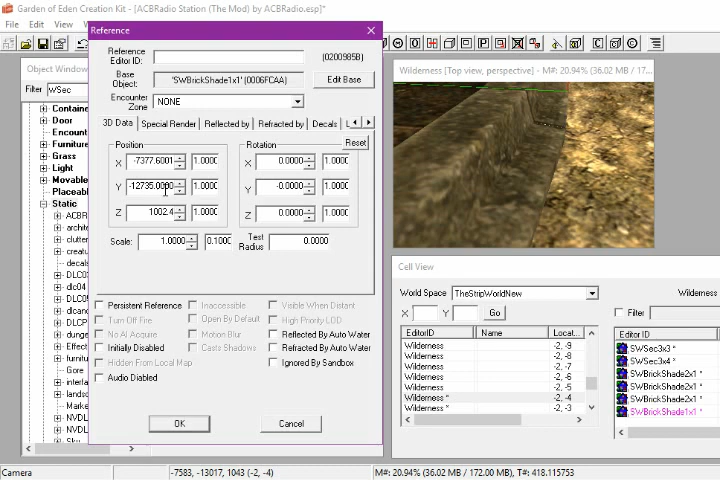 Garden of Eden Creation Kit - [ACBRadio Station (The Mod) by ACBRadio.esp]*
File
Edit
View
Reference
Object Window
Filter
wSec
Containe
Door
Encount
Furniture
Grass
Light
Movable
Placeable
Static
ACBR
archite
clutter
creatu
decals
DLC03
dlc04
DLC05
dlcanc
DLCP
dunge
Effect
furnitu
Gore
interia
landsc
Marke
NVDL
NVDL
Sky
Reference
Editor ID:
(0200985B)
Base
Object:
'SWBrickShade1x1' (0006FCAA)
Edit Base
Encounter
Zone
NONE
3D Data
Special Render
Reflected by
Refracted by
Decals
L
Reset
Position
X
-7377.6001
1.0000
Y
-12735.0000
1.0000
Z
1002.4
1.0000
Rotation
X
0.0000
1.0000
Y
-0.0000
1.0000
Z
0.0000
1.0000
Scale:
1.0000
0.1000
Test
Radius
0.0000
Persistent Reference
Turn Off Fire
No AI Acquire
Initially Disabled
Hidden From Local Map
Audio Diabled
Inaccessible
Open By Default
Motion Blur
Casts Shadows
Visible When Distant
High Priority LOD
Reflected By Auto Water
Refracted By Auto Water
Ignored By Sandbox
OK
Cancel
Wilderness [Top view, perspective] - M#: 20.94% (36.02 MB / 17...
Cell View
World Space
TheStripWorldNew
Wilderness
X
Y
Go
Filter
EditorID
Name
Locat...
Wilderness
-2, -9
Wilderness
-2, -8
Wilderness
-2, -7
Wilderness
-2, -6
Wilderness
-2, -5
Wilderness *
-2, -4
Wilderness *
-2, -3
Editor ID
SWSec3x3 *
SWSec3x4 *
SWBrickShade2x1 *
SWBrickShade2x1 *
SWBrickShade2x1 *
SWBrickShade1x1 *
Camera
-7583, -13017, 1043 (-2, -4)
M#: 20.94% (36.02 MB / 172.00 MB), T#: 418.115753